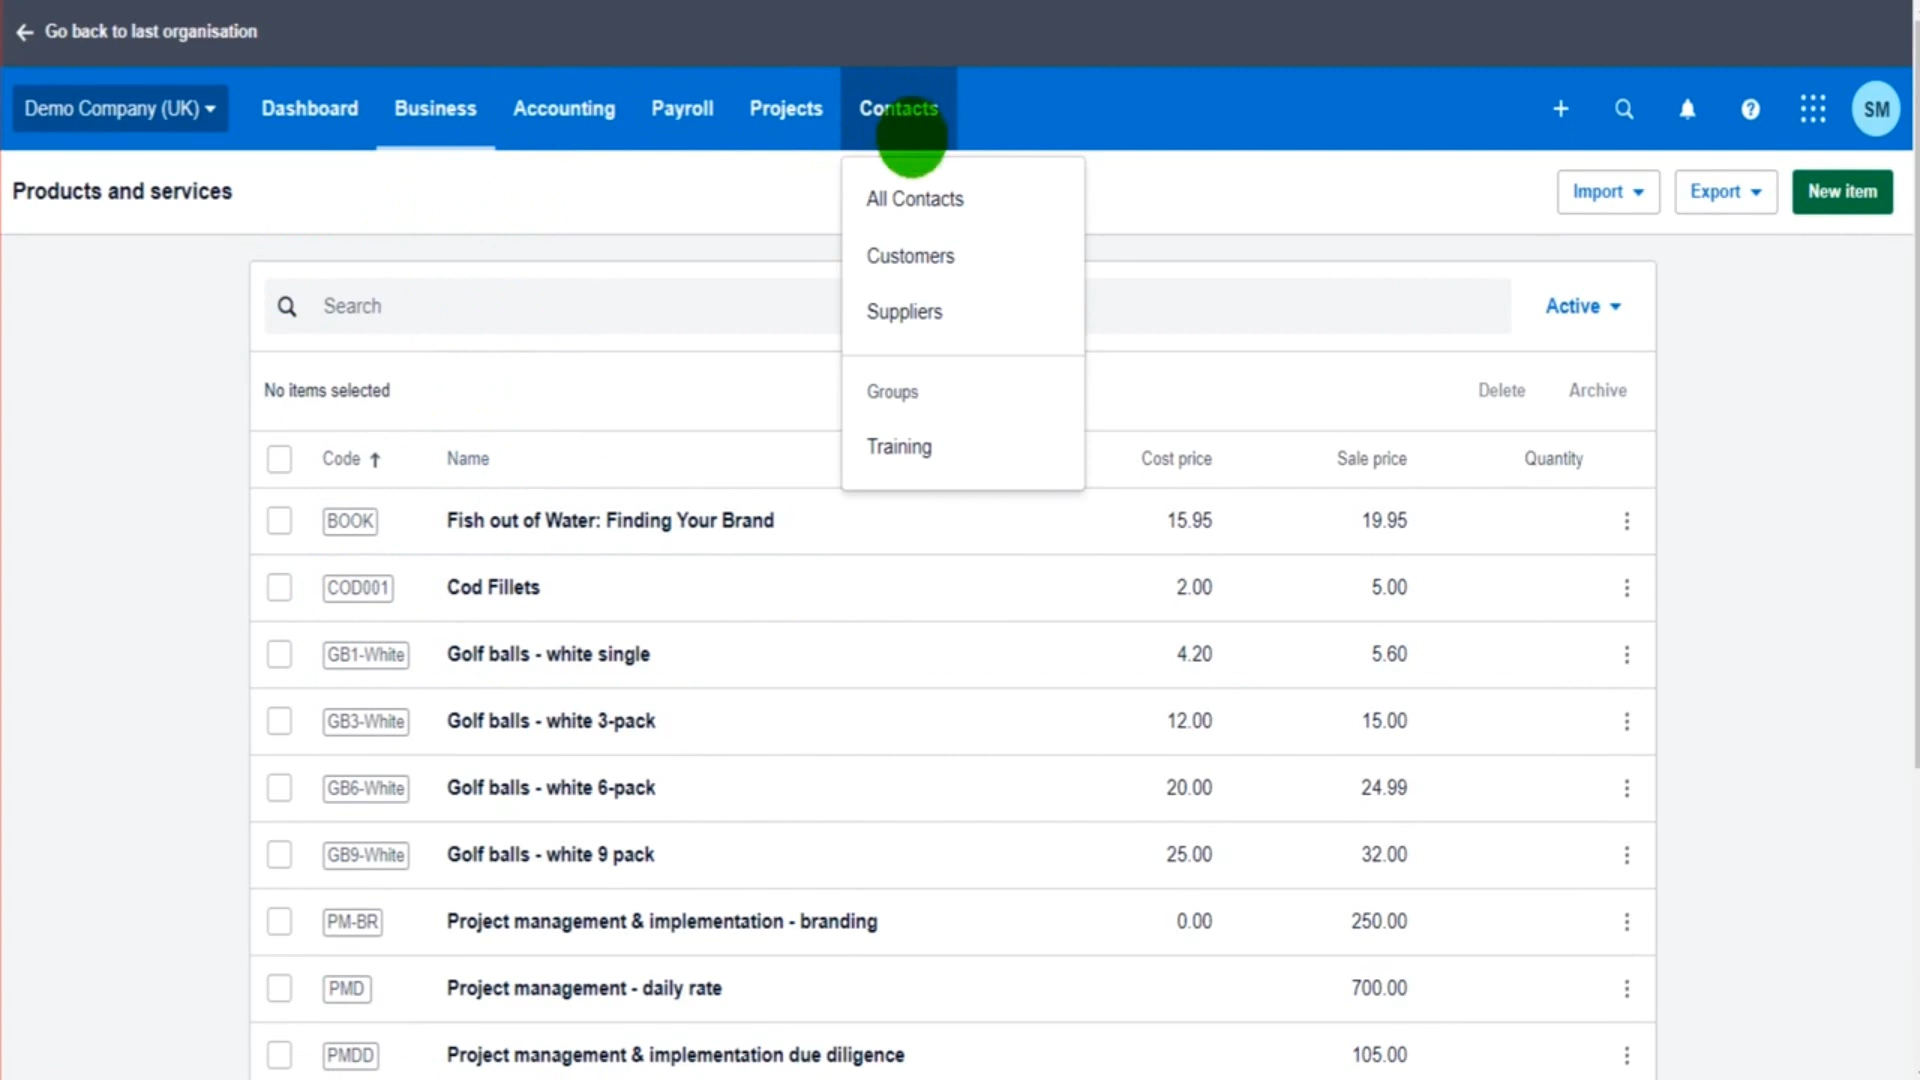 Go back to last organisation
Demo Company (UK) Dashboard Business Accounting Payroll Projects Contacts SM
Products and services Import Export New item
All Contacts
Customers
Suppliers
Groups
Training
Search Active
No items selected Delete Archive
Code Name Cost price Sale price Quantity
BOOK Fish out of Water: Finding Your Brand 15.95 19.95
COD001 Cod Fillets 2.00 5.00
GB1-White Golf balls - white single 4.20 5.60
GB3-White Golf balls - white 3-pack 12.00 15.00
GB6-White Golf balls - white 6-pack 20.00 24.99
GB9-White Golf balls - white 9 pack 25.00 32.00
PM-BR Project management & implementation - branding 0.00 250.00
PMD Project management - daily rate 700.00
PMDD Project management & implementation due diligence 105.00